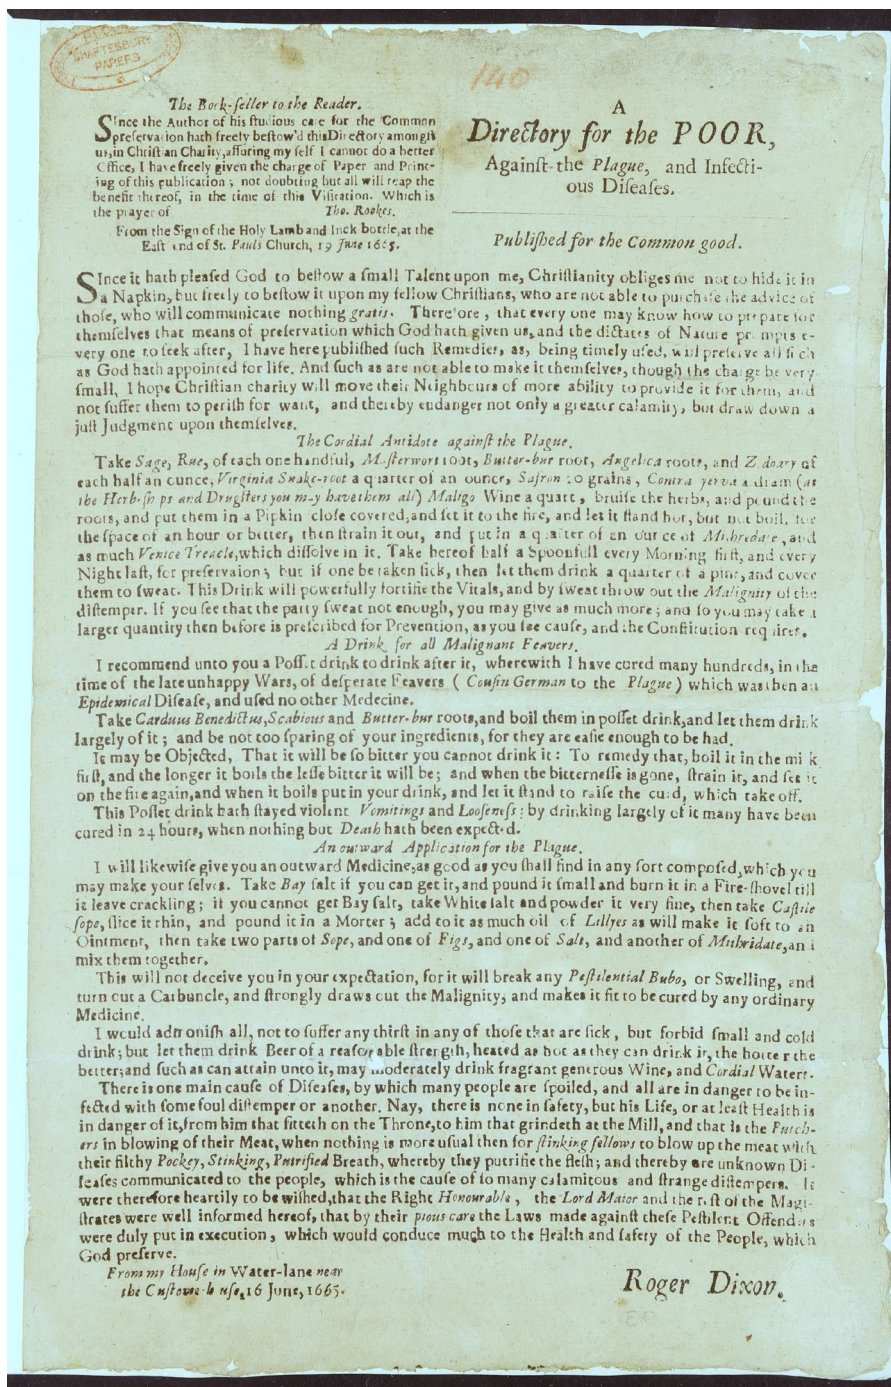 SHAFTESBURY
PAPERS
140
The Book-seller to the Reader.
SInce the Author of his studious care for the Common
preservation hath freely bestow'd this Directory amongst
us, in Christian Charity, assuring my self I cannot do a better
Office, I have freely given the charge of Paper and Print-
ing of this publication; not doubting but all will reap the
benefit thereof, in the time of this Visitation. Which is
the prayer of Tho. Rookes.
From the Sign of the Holy Lamb and Inck bottle, at the
East end of St. Pauls Church, 19 June 1665.
A
Directory for the POOR,
Against the Plague, and Infecti-
ous Diseases.
Published for the Common good.
SInce it hath pleased God to bestow a small Talent upon me, Christianity obliges me not to hide it in
a Napkin, but freely to bestow it upon my fellow Christians, who are not able to purchase the advice of
those, who will communicate nothing gratis. Therefore, that every one may know how to prepare for
themselves that means of preservation which God hath given us, and the dictates of Nature prompts e-
very one to seek after, I have here published such Remedies, as, being timely used, will preserve all such
as God hath appointed for life. And such as are not able to make it themselves, though the charge be very
small, I hope Christian charity will move their Neighbours of more ability to provide it for them, and
not suffer them to perish for want, and thereby endanger not only a greater calamity, but draw down a
just Judgment upon themselves.
The Cordial Antidote against the Plague.
Take Sage, Rue, of each one handful, Masterwort root, Butter-bur root, Angelica roots, and Zedoary of
each half an ounce, Virginia Snake-root a quarter of an ounce, Safron 20 grains, Contra yerva a dram (at
the Herb-shops and Drugsters you may have them all) Maligo Wine a quart, bruise the herbs, and pound the
roots, and put them in a Pipkin close covered, and set it to the fire, and let it stand hot, but not boil, for
the space of an hour or better, then strain it out, and put in a quarter of an ounce of Mithredate, and
as much Venice Treacle, which dissolve in it. Take hereof half a Spoonfull every Morning first, and every
Night last, for preservaion; but if one be taken sick, then let them drink a quarter of a pint, and cover
them to sweat. This Drink will powerfully fortifie the Vitals, and by sweat throw out the Malignity of the
distemper. If you see that the party sweat not enough, you may give as much more; and so you may take a
larger quantity then before is prescribed for Prevention, as you see cause, and the Constitution requires.
A Drink for all Malignant Feavers.
I recommend unto you a Posset drink to drink after it, wherewith I have cured many hundreds, in the
time of the late unhappy Wars, of desperate Feavers (Cousin German to the Plague) which was then an
Epidemical Disease, and used no other Medecine.
Take Carduus Benedictus, Scabious and Butter-bur roots, and boil them in posset drink, and let them drink
largely of it; and be not too sparing of your ingredients, for they are easie enough to be had.
It may be Objected, That it will be so bitter you cannot drink it: To remedy that, boil it in the milk
first, and the longer it boils the lesse bitter it will be; and when the bitternesse is gone, strain it, and set it
on the fire again, and when it boils put in your drink, and let it stand to raise the curd, which take off.
This Posset drink hath stayed violent Vomitings and Looseness: by drinking largely of it many have been
cured in 24 hours, when nothing but Death hath been expected.
An outward Application for the Plague.
I will likewise give you an outward Medicine, as good as you shall find in any sort composed, which you
may make your selves. Take Bay salt if you can get it, and pound it small and burn it in a Fire-shovel till
it leave crackling; if you cannot get Bay salt, take White salt and powder it very fine, then take Castile
sope, slice it thin, and pound it in a Morter; add to it as much oil of Lillyes as will make it soft to an
Ointment, then take two parts of Sope, and one of Figs, and one of Salt, and another of Mithridate, and
mix them together.
This will not deceive you in your expectation, for it will break any Pestilential Bubo, or Swelling, and
turn out a Carbuncle, and strongly draws out the Malignity, and makes it fit to be cured by any ordinary
Medicine.
I would admonish all, not to suffer any thirst in any of those that are sick, but forbid small and cold
drink; but let them drink Beer of a reasonable strength, heated as hot as they can drink it, the hotter the
better; and such as can attain unto it, may moderately drink fragrant generous Wine, and Cordial Waters.
There is one main cause of Diseases, by which many people are spoiled, and all are in danger to be in-
fected with some foul distemper or another. Nay, there is none in safety, but his Life, or at least Health is
in danger of it, from him that sitteth on the Throne, to him that grindeth at the Mill, and that is the Butch-
ers in blowing of their Meat, when nothing is more usual then for stinking fellows to blow up the meat with
their filthy Pockey, Stinking, Putrified Breath, whereby they putrifie the flesh; and thereby are unknown Di-
seases communicated to the people, which is the cause of so many calamitous and strange distempers. It
were therefore heartily to be wished, that the Right Honourable, the Lord Maior and the rest of the Magi-
strates were well informed hereof, that by their pious care the Laws made against these Pestilent Offenders
were duly put in execution, which would conduce much to the Health and safety of the People, which
God preserve.
From my House in Water-lane near
the Custome-house, 16 June, 1665.
Roger Dixon.